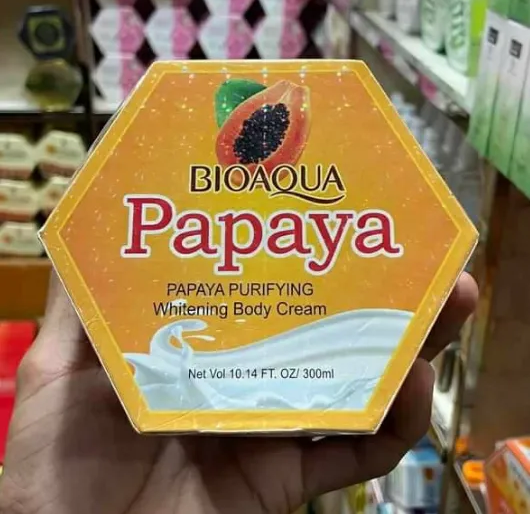 BIOAQUA
Papaya
PAPAYA PURIFYING
Whitening Body Cream
Net Vol 10.14 FT. OZ/ 300ml